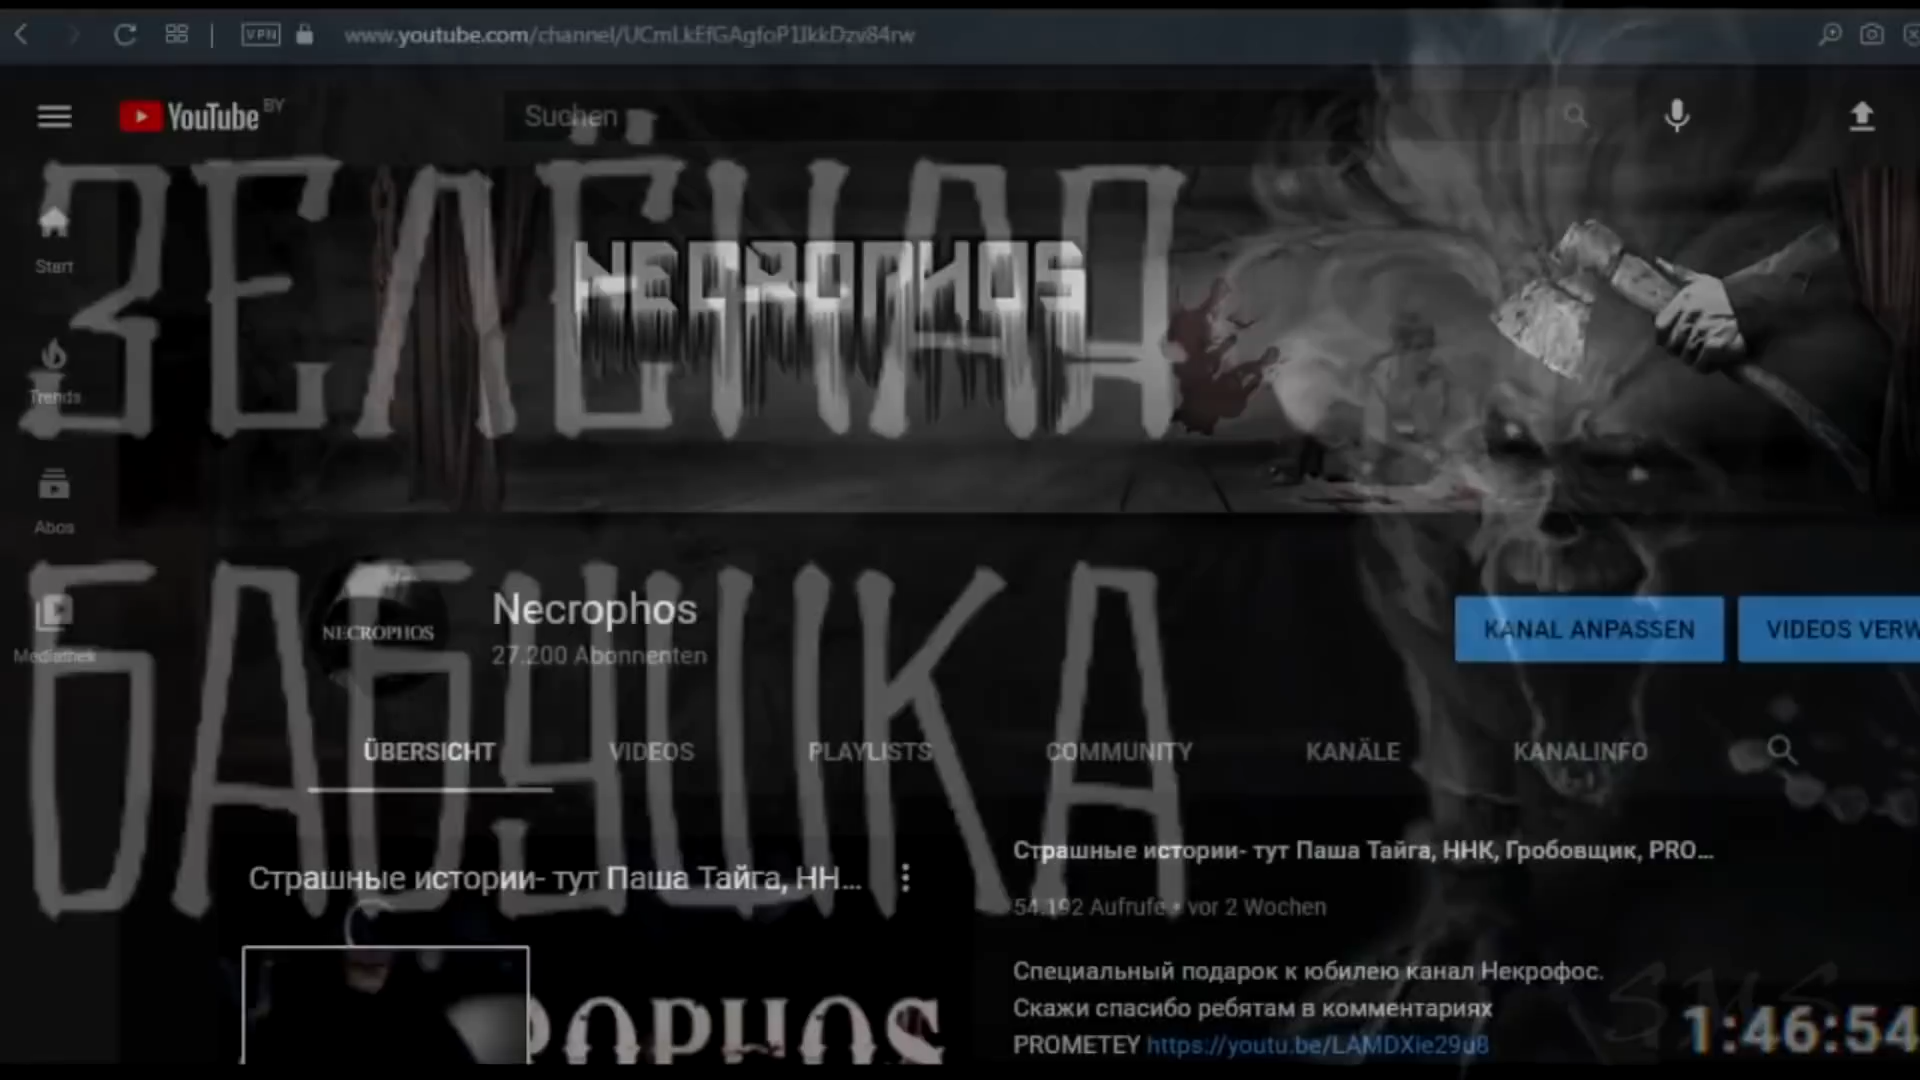 VPN
www.youtube.com/channel/UCmLkEfGAgfoP1JkkDzv84rw
YouTube BY
Suchen
ЗЕЛЁНАЯ
Start
NECROPHOS
Trends
Abos
БАБУШКА
Mediathek
NECROPHOS
Necrophos
27.200 Abonnenten
KANAL ANPASSEN
VIDEOS VERW
ÜBERSICHT VIDEOS PLAYLISTS COMMUNITY KANÄLE KANALINFO
Страшные истории- тут Паша Тайга, НН...
Страшные истории- тут Паша Тайга, ННК, Гробовщик, PRO...
54.192 Aufrufe • vor 2 Wochen
Специальный подарок к юбилею канал Некрофос.
Скажи спасибо ребятам в комментариях
PROMETEY https://youtu.be/LAMDXie29u8
ROPHOS
1:46:54